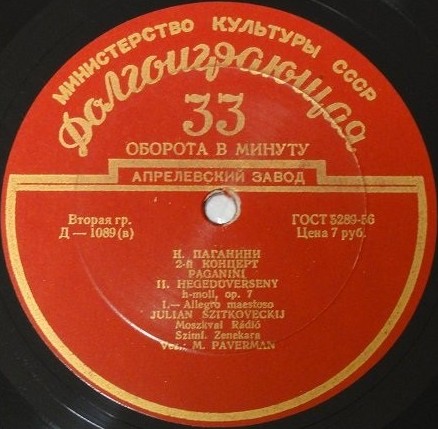 МИНИСТЕРСТВО КУЛЬТУРЫ СССР
Долгоиграющая
33
ОБОРОТА В МИНУТУ
АПРЕЛЕВСКИЙ ЗАВОД
Вторая гр.
Д — 1089 (в)
ГОСТ 5289-56
Цена 7 руб.
Н. ПАГАНИНИ
2-й КОНЦЕРТ
PAGANINI
II. HEGEDÜVERSENY
h-moll, op. 7
I.— Allegro maestoso
JULIAN SZITKOVECKIJ
Moszkvai Rádió
Szimf. Zenekara
Vez.: M. PAVERMAN